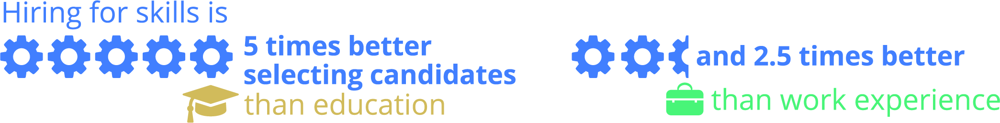 Hiring for skills is
5 times better
selecting candidates
than education
and 2.5 times better
than work experience